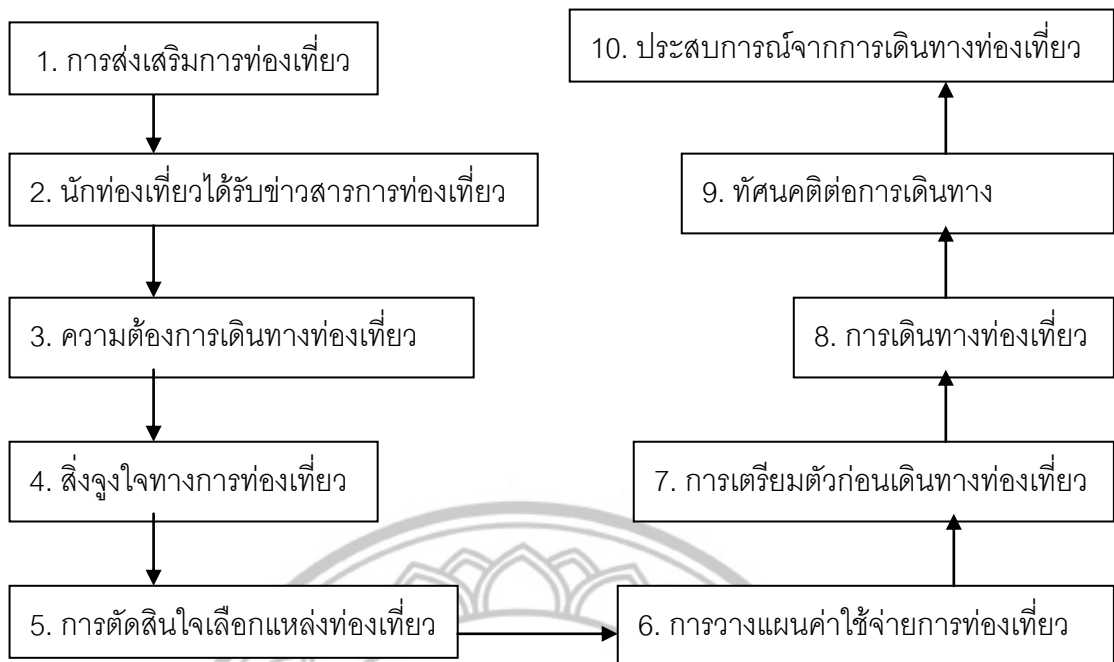 1. การส่งเสริมการท่องเที่ยว
2. นักท่องเที่ยวได้รับข่าวสารการท่องเที่ยว
3. ความต้องการเดินทางท่องเที่ยว
4. สิ่งจูงใจทางการท่องเที่ยว
5. การตัดสินใจเลือกแหล่งท่องเที่ยว
6. การวางแผนค่าใช้จ่ายการท่องเที่ยว
7. การเตรียมตัวก่อนเดินทางท่องเที่ยว
8. การเดินทางท่องเที่ยว
9. ทัศนคติต่อการเดินทาง
10. ประสบการณ์จากการเดินทางท่องเที่ยว